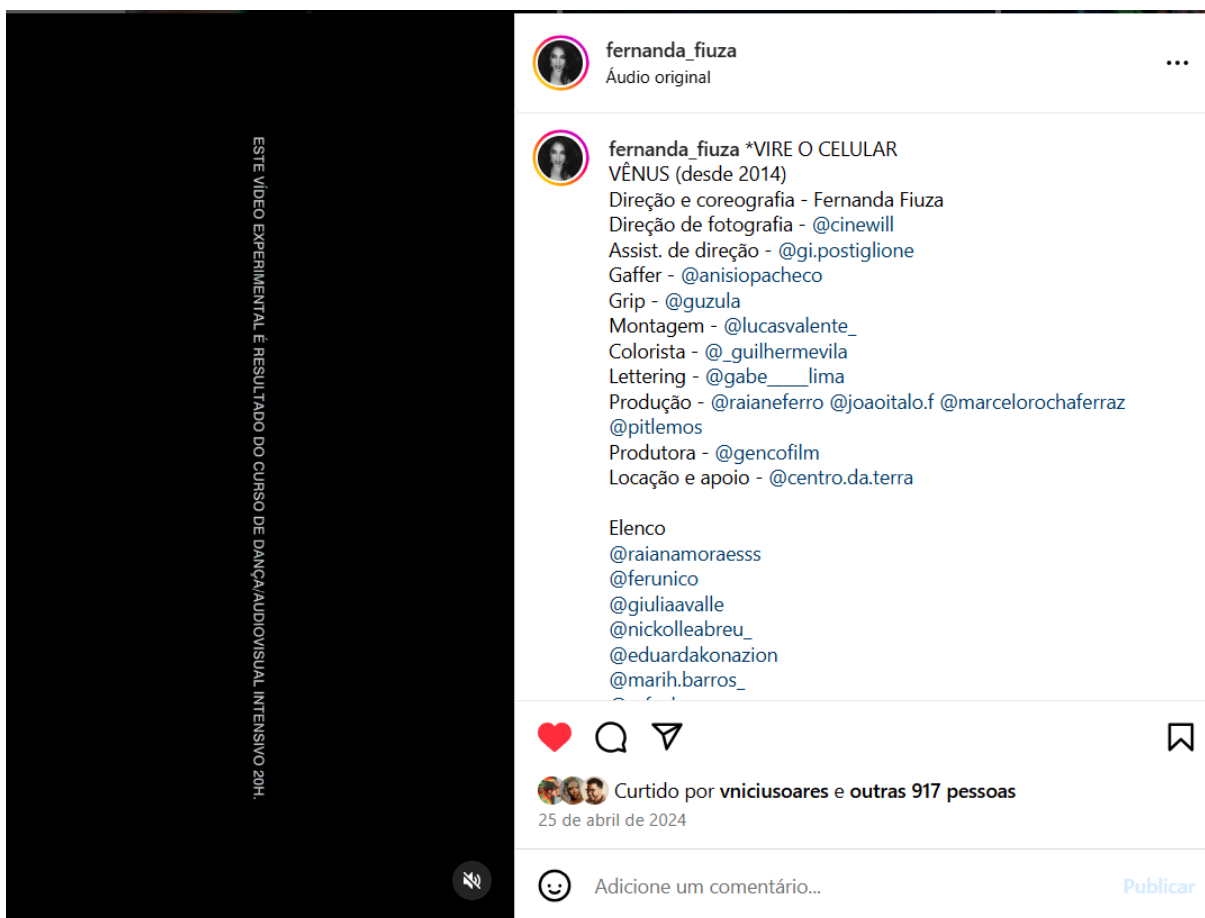 ESTE VÍDEO EXPERIMENTAL É RESULTADO DO CURSO DE DANÇA/AUDIOVISUAL INTENSIVO 20H.
fernanda_fiuza
Áudio original
fernanda_fiuza *VIRE O CELULAR
VÊNUS (desde 2014)
Direção e coreografia - Fernanda Fiuza
Direção de fotografia - @cinewill
Assist. de direção - @gi.postiglione
Gaffer - @anisiopacheco
Grip - @guzula
Montagem - @lucasvalente_
Colorista - @_guilhermevila
Lettering - @gabe____lima
Produção - @raianeferro @joaoitalo.f @marcelorochaferraz
@pitlemos
Produtora - @gencofilm
Locação e apoio - @centro.da.terra
Elenco
@raianamoraesss
@ferunico
@giuliaavalle
@nickolleabreu_
@eduardakonazion
@marih.barros_
Curtido por vniciusoares e outras 917 pessoas
25 de abril de 2024
Adicione um comentário...
Publicar